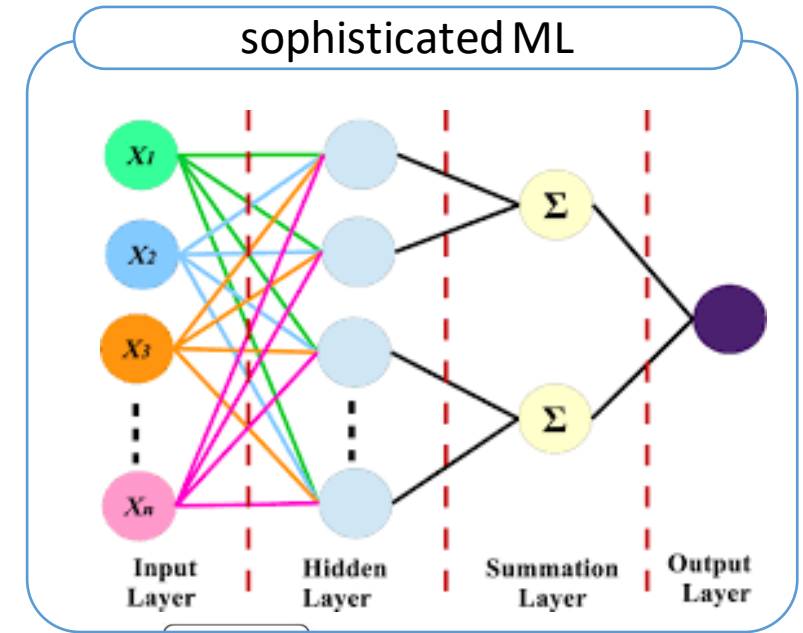 sophisticated ML
X₁
X₂
X₃
Xₙ
Σ
Σ
Input
Layer
Hidden
Layer
Summation
Layer
Output
Layer